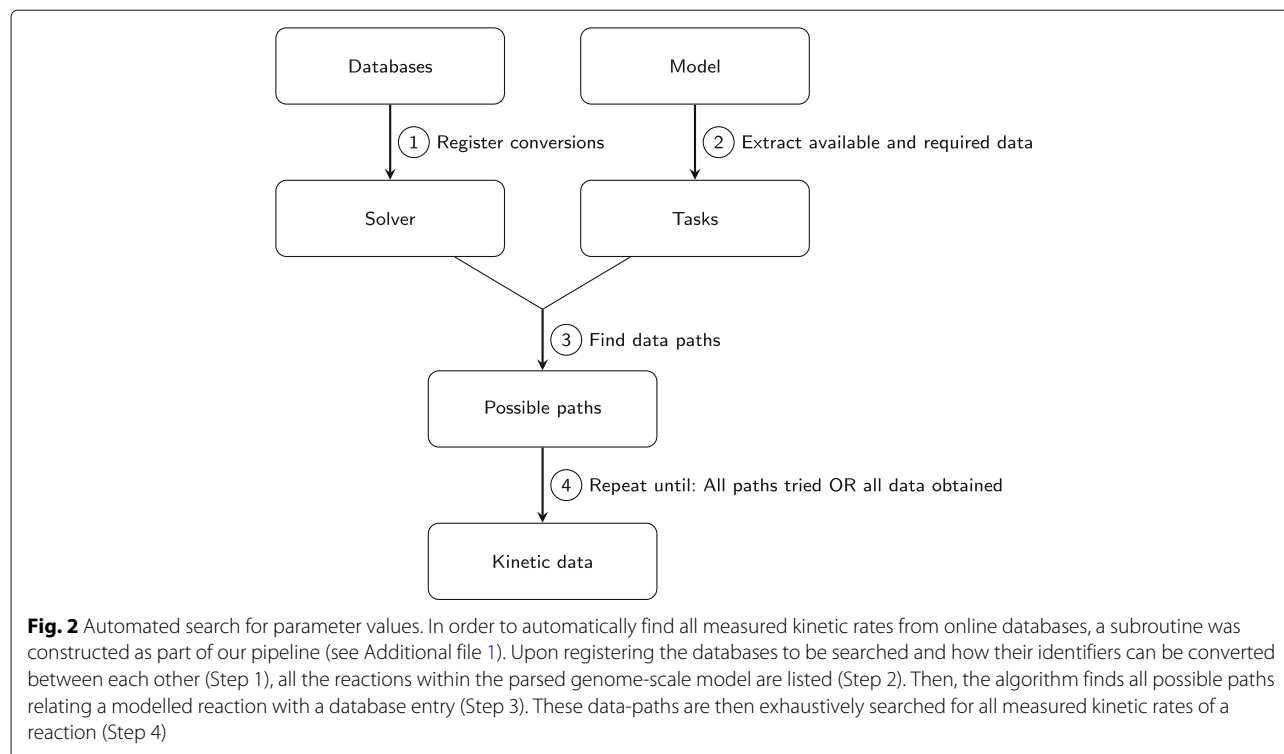 Databases
Model
1 Register conversions
2 Extract available and required data
Solver
Tasks
3 Find data paths
Possible paths
4 Repeat until: All paths tried OR all data obtained
Kinetic data
Fig. 2 Automated search for parameter values. In order to automatically find all measured kinetic rates from online databases, a subroutine was
constructed as part of our pipeline (see Additional file 1). Upon registering the databases to be searched and how their identifiers can be converted
between each other (Step 1), all the reactions within the parsed genome-scale model are listed (Step 2). Then, the algorithm finds all possible paths
relating a modelled reaction with a database entry (Step 3). These data-paths are then exhaustively searched for all measured kinetic rates of a
reaction (Step 4)